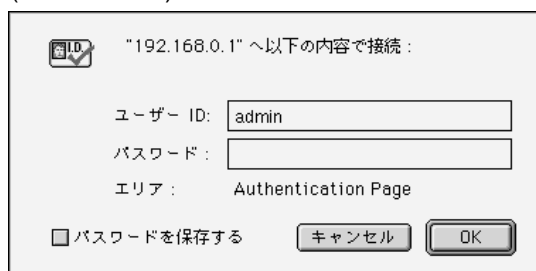 "192.168.0.1" へ以下の内容で接続：
ユーザー ID: admin
パスワード：
エリア： Authentication Page
パスワードを保存する キャンセル OK